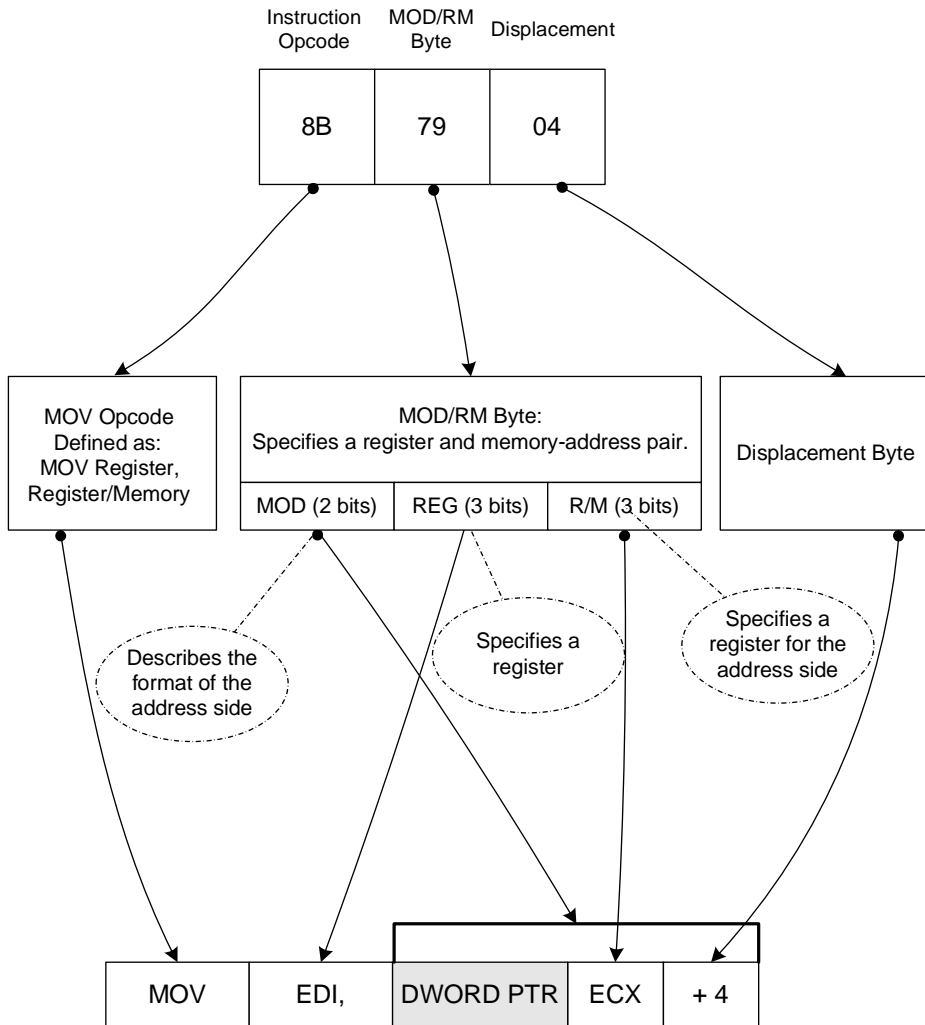 Instruction
Opcode
MOD/RM
Byte
Displacement
8B
79
04
MOV Opcode
Defined as:
MOV Register,
Register/Memory
MOD/RM Byte:
Specifies a register and memory-address pair.
MOD (2 bits)
REG (3 bits)
R/M (3 bits)
Displacement Byte
Describes the
format of the
address side
Specifies a
register
Specifies a
register for the
address side
MOV
EDI,
DWORD PTR
ECX
+ 4